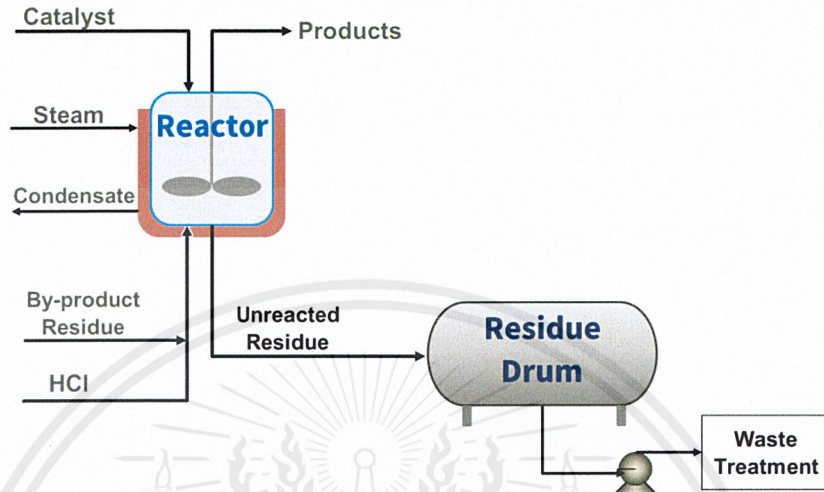 Catalyst
Products
Steam
Reactor
Condensate
By-product
Residue
HCl
Unreacted
Residue
Residue
Drum
Waste
Treatment